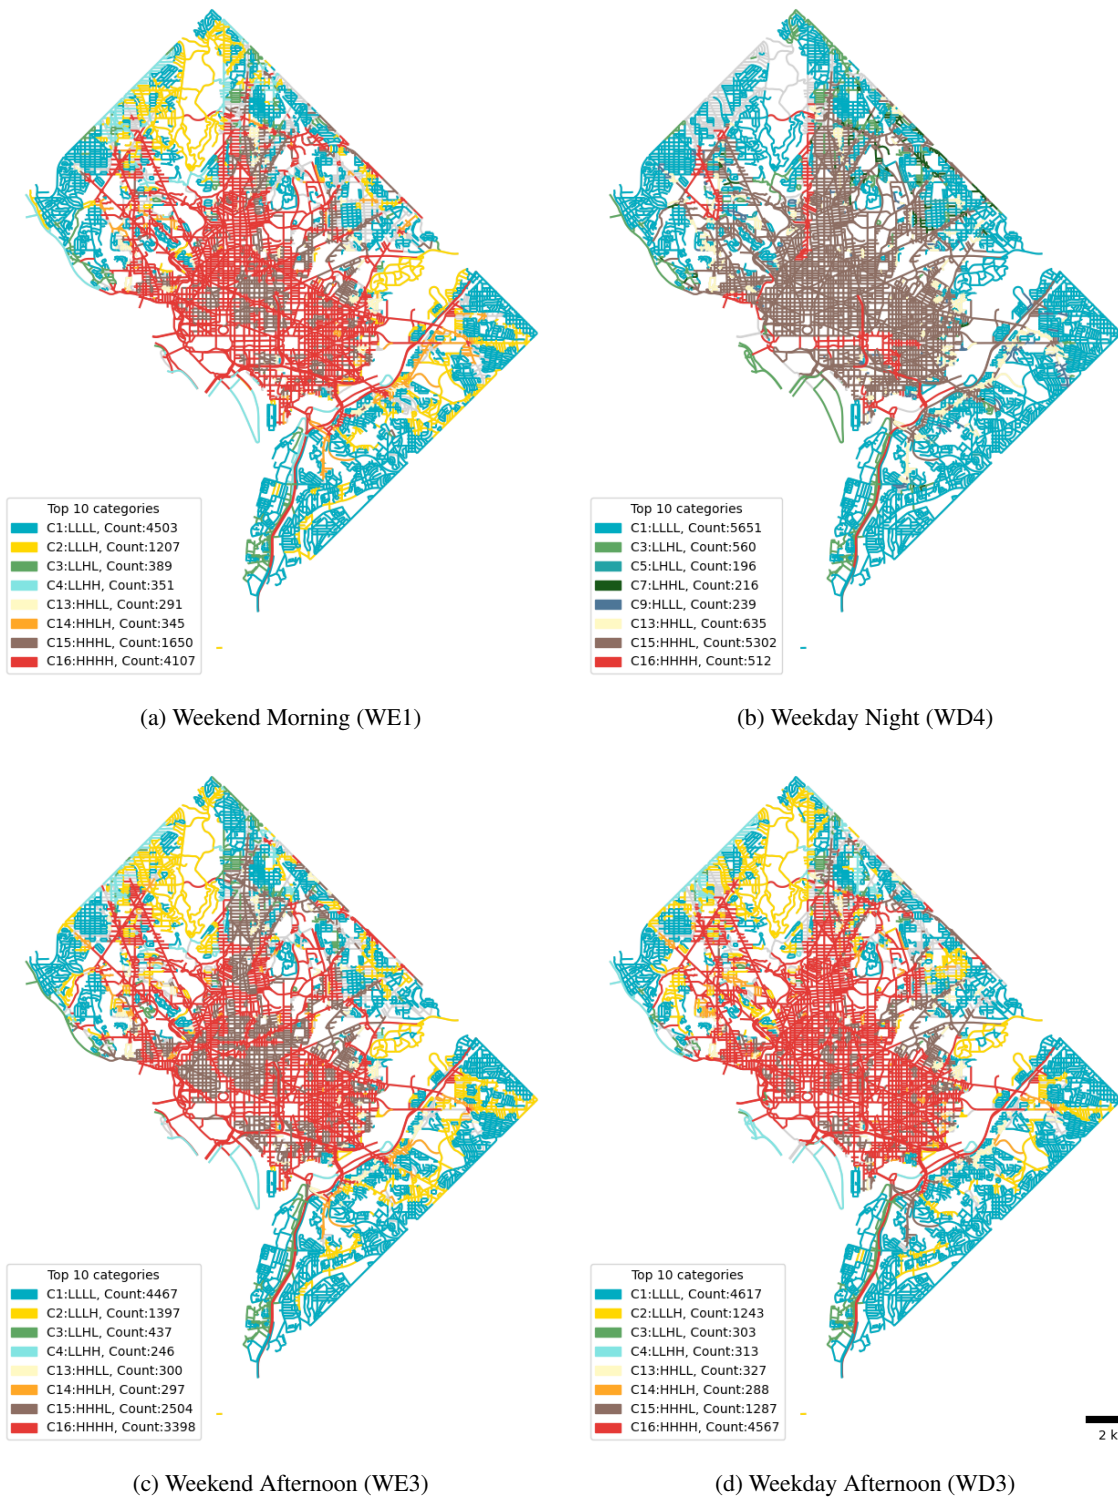 Top 10 categories
C1:LLLL, Count:4503
C2:LLLH, Count:1207
C3:LLHL, Count:389
C4:LLHH, Count:351
C13:HHLL, Count:291
C14:HHLH, Count:345
C15:HHHL, Count:1650
C16:HHHH, Count:4107
(a) Weekend Morning (WE1)
Top 10 categories
C1:LLLL, Count:5651
C3:LLHL, Count:560
C5:LHLL, Count:196
C7:LHHL, Count:216
C9:HLLL, Count:239
C13:HHLL, Count:635
C15:HHHL, Count:5302
C16:HHHH, Count:512
(b) Weekday Night (WD4)
Top 10 categories
C1:LLLL, Count:4467
C2:LLLH, Count:1397
C3:LLHL, Count:437
C4:LLHH, Count:246
C13:HHLL, Count:300
C14:HHLH, Count:297
C15:HHHL, Count:2504
C16:HHHH, Count:3398
(c) Weekend Afternoon (WE3)
Top 10 categories
C1:LLLL, Count:4617
C2:LLLH, Count:1243
C3:LLHL, Count:303
C4:LLHH, Count:313
C13:HHLL, Count:327
C14:HHLH, Count:288
C15:HHHL, Count:1287
C16:HHHH, Count:4567
2 k
(d) Weekday Afternoon (WD3)